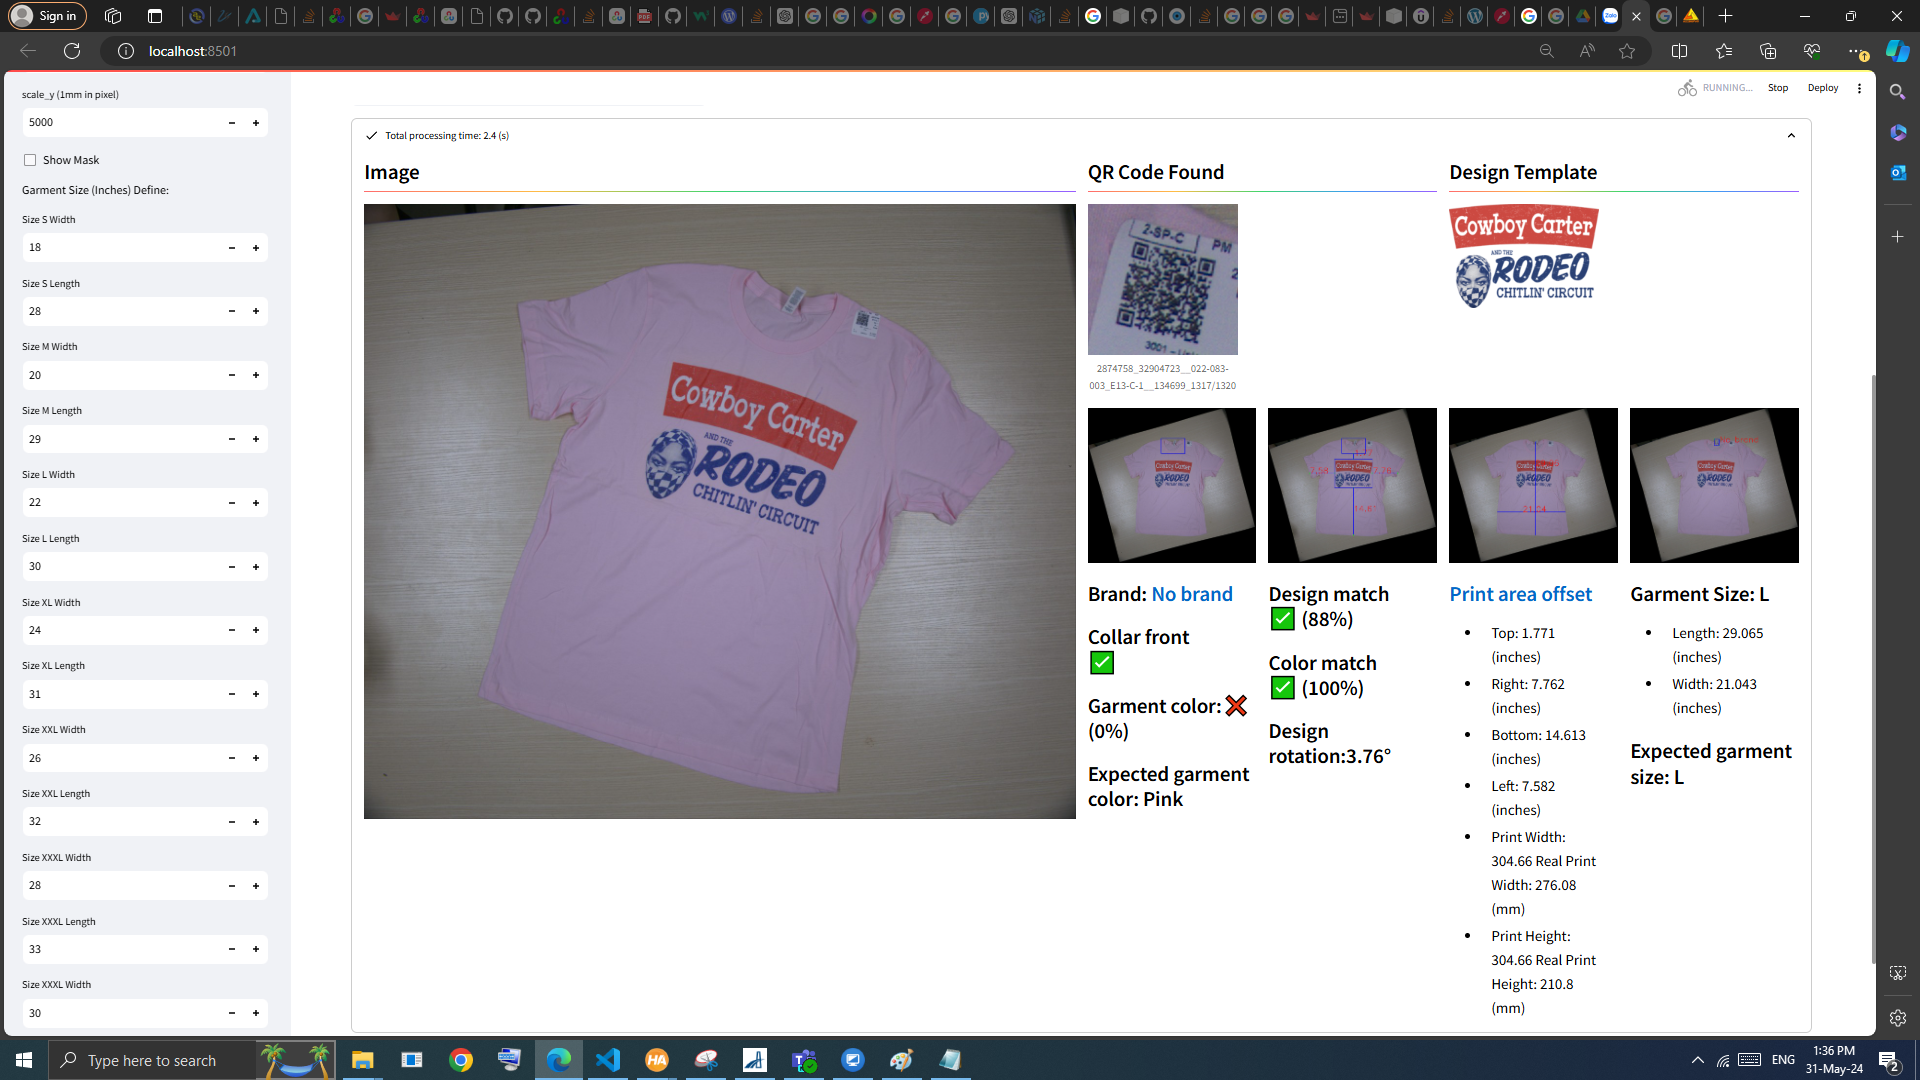 Sign in
localhost:8501
scale_y (1mm in pixel)
5000
Show Mask
Garment Size (Inches) Define:
Size S Width
18
Size S Length
28
Size M Width
20
Size M Length
29
Size L Width
22
Size L Length
30
Size XL Width
24
Size XL Length
31
Size XXL Width
26
Size XXL Length
32
Size XXXL Width
28
Size XXXL Length
33
Size XXXL Width
30
RUNNING...
Stop
Deploy
Total processing time: 2.4 (s)
Image
Cowboy Carter
AND THE
RODEO
CHITLIN' CIRCUIT
QR Code Found
2-SP-C
PM
2874758_32904723__022-083-
003_E13-C-1__134699_1317/1320
Design Template
Cowboy Carter
AND THE
RODEO
CHITLIN' CIRCUIT
Brand: No brand
Collar front
Garment color:
(0%)
Expected garment
color: Pink
Design match
(88%)
Color match
(100%)
Design
rotation:3.76°
Print area offset
Top: 1.771
(inches)
Right: 7.762
(inches)
Bottom: 14.613
(inches)
Left: 7.582
(inches)
Print Width:
304.66 Real Print
Width: 276.08
(mm)
Print Height:
304.66 Real Print
Height: 210.8
(mm)
Garment Size: L
Length: 29.065
(inches)
Width: 21.043
(inches)
Expected garment
size: L
Type here to search
ENG
1:36 PM
31-May-24
2